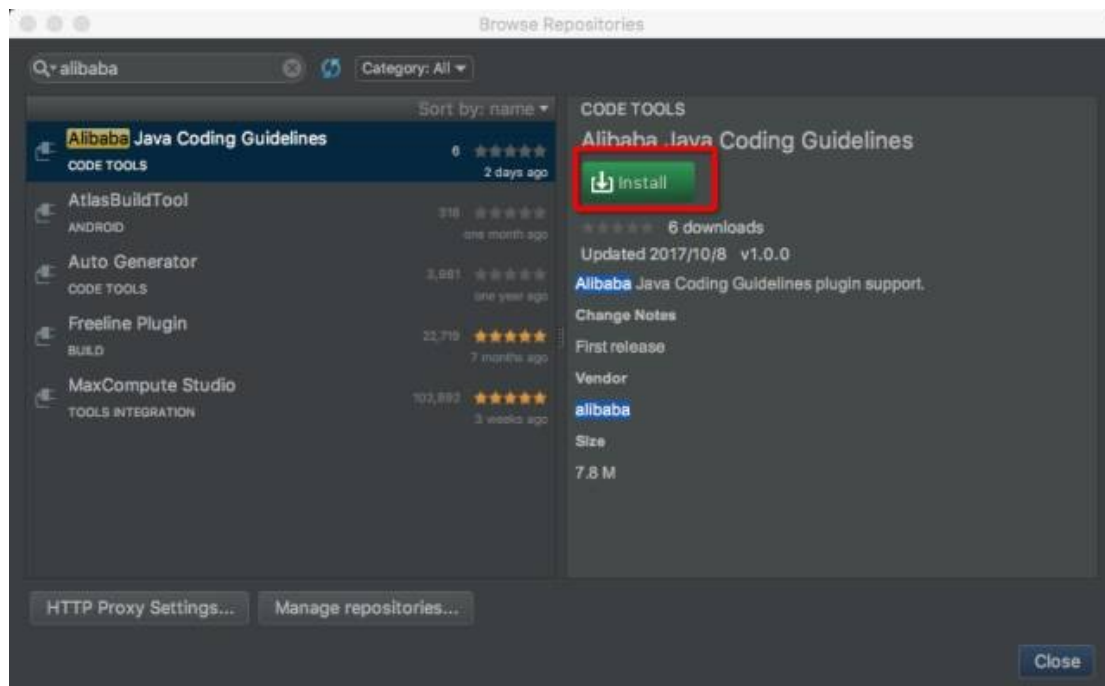 Browse Repositories
alibaba
Category: All
Sort by: name
Alibaba Java Coding Guidelines
6
CODE TOOLS
2 days ago
AtlasBuildTool
318
ANDROID
one month ago
Auto Generator
3,981
CODE TOOLS
one year ago
Freeline Plugin
22,719
BUILD
7 months ago
MaxCompute Studio
TOOLS INTEGRATION
3 weeks ago
CODE TOOLS
Alibaba Java Coding Guidelines
Install
6 downloads
Updated 2017/10/8 v1.0.0
Alibaba Java Coding Guidelines plugin support.
Change Notes
First release
Vendor
alibaba
Size
7.8 M
HTTP Proxy Settings...
Manage repositories...
Close